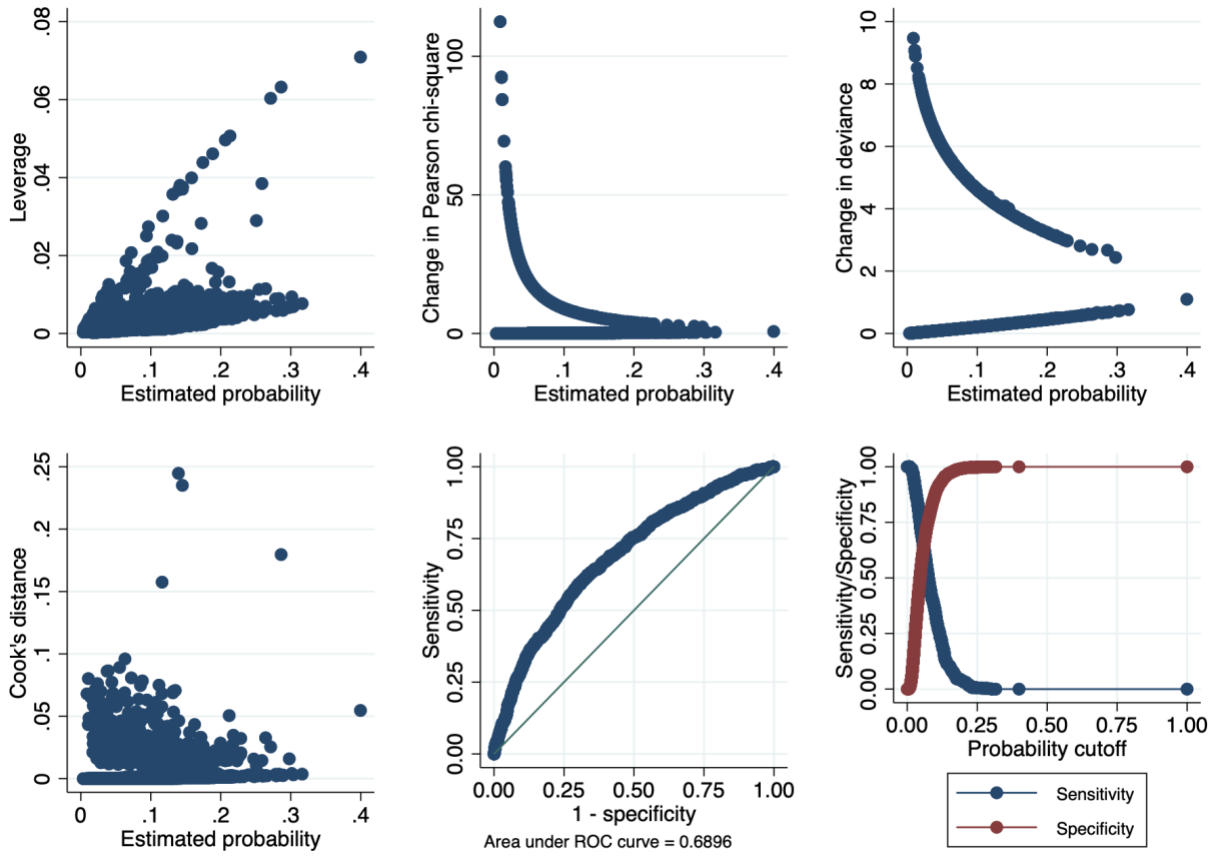 Leverage
.08
.06
.04
.02
0
0 .1 .2 .3 .4
Estimated probability
Change in Pearson chi-square
100
50
0
0 .1 .2 .3 .4
Estimated probability
Change in deviance
10
8
6
4
2
0
0 .1 .2 .3 .4
Estimated probability
Cook's distance
.25
.2
.15
.1
.05
0
0 .1 .2 .3 .4
Estimated probability
Sensitivity
1.00
0.75
0.50
0.25
0.00
0.00 0.25 0.50 0.75 1.00
1 - specificity
Area under ROC curve = 0.6896
Sensitivity/Specificity
1.00
0.75
0.50
0.25
0.00
0.00 0.25 0.50 0.75 1.00
Probability cutoff
Sensitivity
Specificity